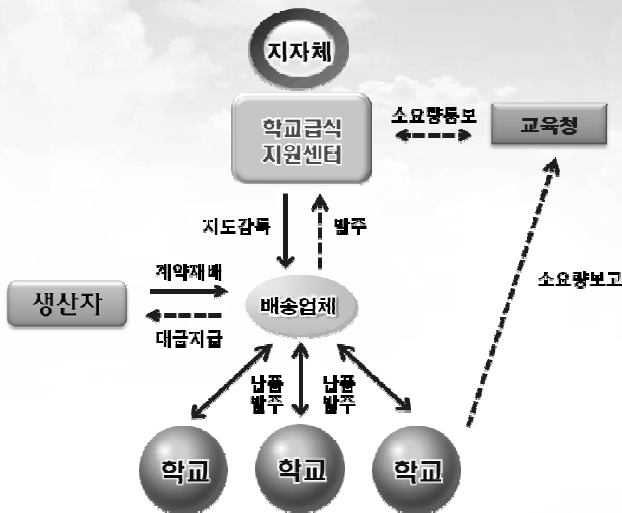 지자체
학교급식
지원센터
소요량통보
교육청
지도감독
발주
소요량보고
계약재배
생산자
대금지급
배송업체
납품
발주
납품
발주
학교
학교
학교